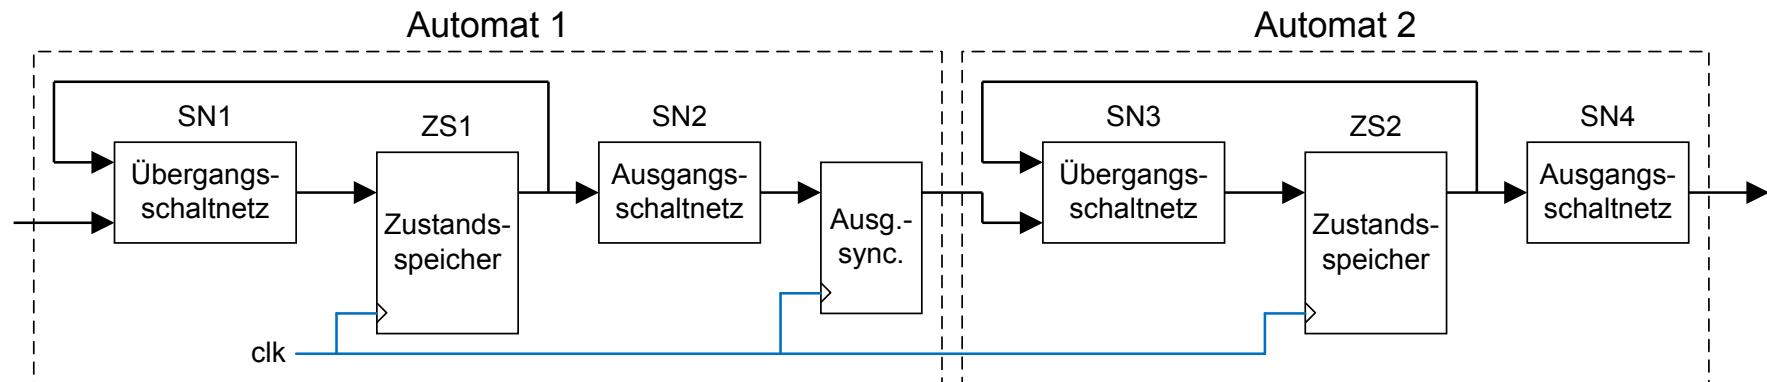 Automat 1
Automat 2
SN1
ZS1
SN2
SN3
ZS2
SN4
Übergangs-
schaltnetz
Zustands-
speicher
Ausgangs-
schaltnetz
Ausg.-
sync.
Übergangs-
schaltnetz
Zustands-
speicher
Ausgangs-
schaltnetz
clk